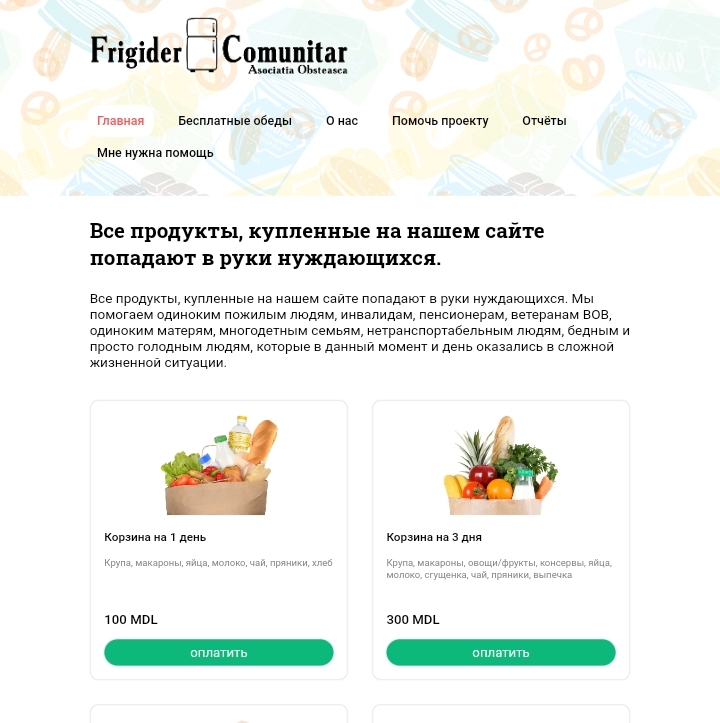 Frigider Comunitar
Asociatia Obsteasca
САХАР
МОЛОКО
Главная Бесплатные обеды О нас Помочь проекту Отчёты
Мне нужна помощь
Все продукты, купленные на нашем сайте
попадают в руки нуждающихся.
Все продукты, купленные на нашем сайте попадают в руки нуждающихся. Мы
помогаем одиноким пожилым людям, инвалидам, пенсионерам, ветеранам ВОВ,
одиноким матерям, многодетным семьям, нетранспортабельным людям, бедным и
просто голодным людям, которые в данный момент и день оказались в сложной
жизненной ситуации.
Корзина на 1 день
Крупа, макароны, яйца, молоко, чай, пряники, хлеб
100 MDL
оплатить
Корзина на 3 дня
Крупа, макароны, овощи/фрукты, консервы, яйца,
молоко, сгущенка, чай, пряники, выпечка
300 MDL
оплатить